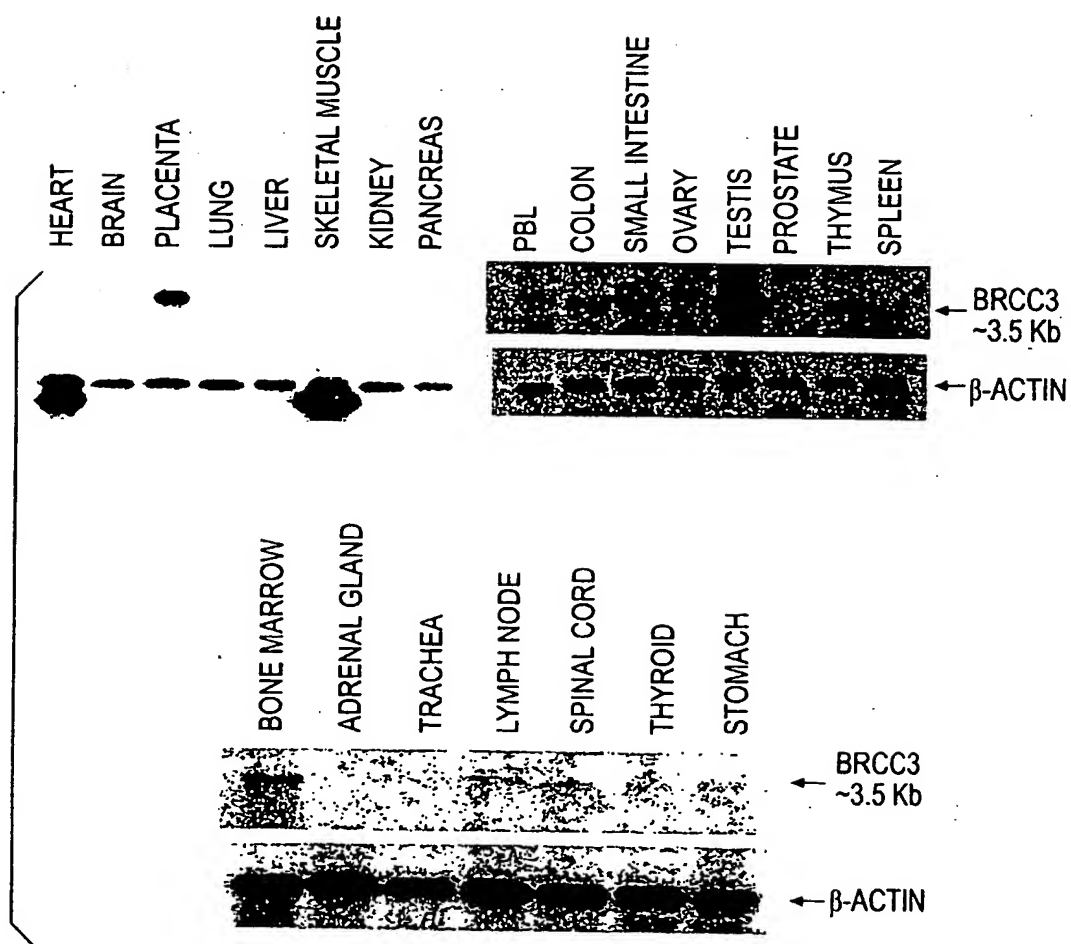 HEART
BRAIN
PLACENTA
LUNG
LIVER
SKELETAL MUSCLE
KIDNEY
PANCREAS
PBL
COLON
SMALL INTESTINE
OVARY
TESTIS
PROSTATE
THYMUS
SPLEEN
BRCC3
~3.5 Kb
β-ACTIN
BONE MARROW
ADRENAL GLAND
TRACHEA
LYMPH NODE
SPINAL CORD
THYROID
STOMACH
BRCC3
~3.5 Kb
β-ACTIN